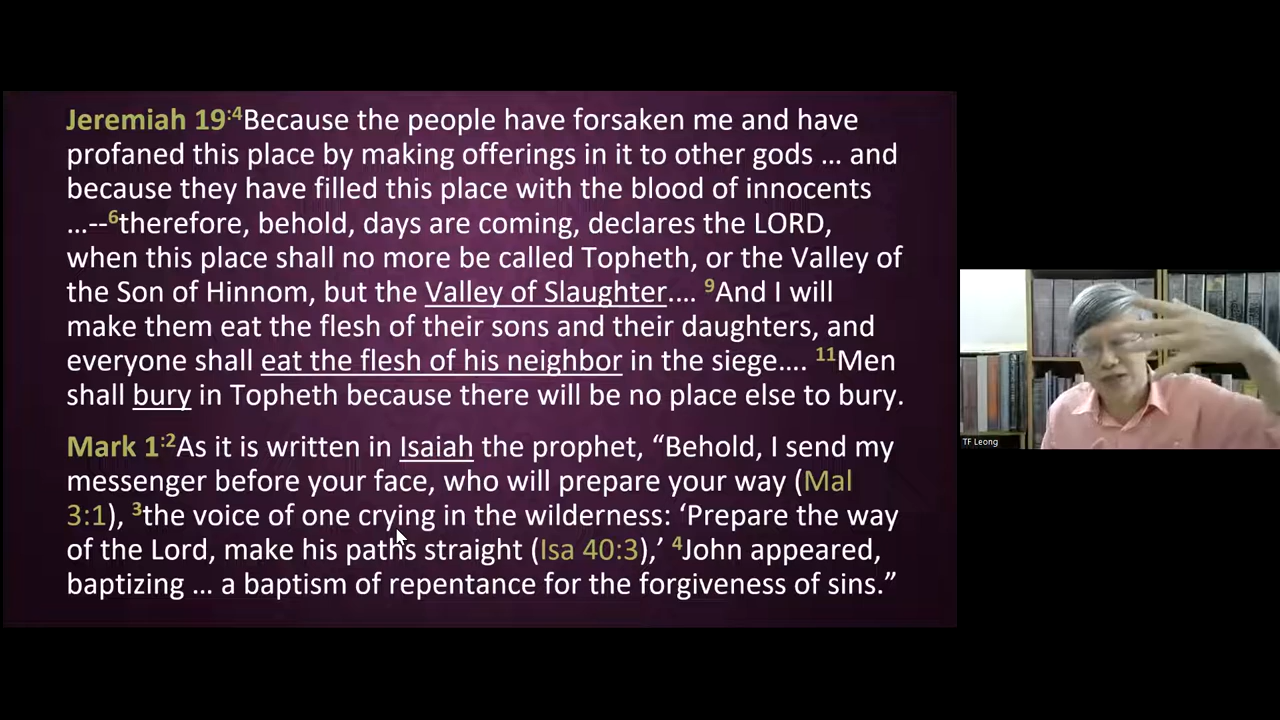 Jeremiah 19:4Because the people have forsaken me and have
profaned this place by making offerings in it to other gods … and
because they have filled this place with the blood of innocents
…--6therefore, behold, days are coming, declares the LORD,
when this place shall no more be called Topheth, or the Valley of
the Son of Hinnom, but the Valley of Slaughter.… 9And I will
make them eat the flesh of their sons and their daughters, and
everyone shall eat the flesh of his neighbor in the siege.… 11Men
shall bury in Topheth because there will be no place else to bury.
Mark 1:2As it is written in Isaiah the prophet, “Behold, I send my
messenger before your face, who will prepare your way (Mal
3:1), 3the voice of one crying in the wilderness: ‘Prepare the way
of the Lord, make his paths straight (Isa 40:3),’ 4John appeared,
baptizing … a baptism of repentance for the forgiveness of sins.”
TF Leong